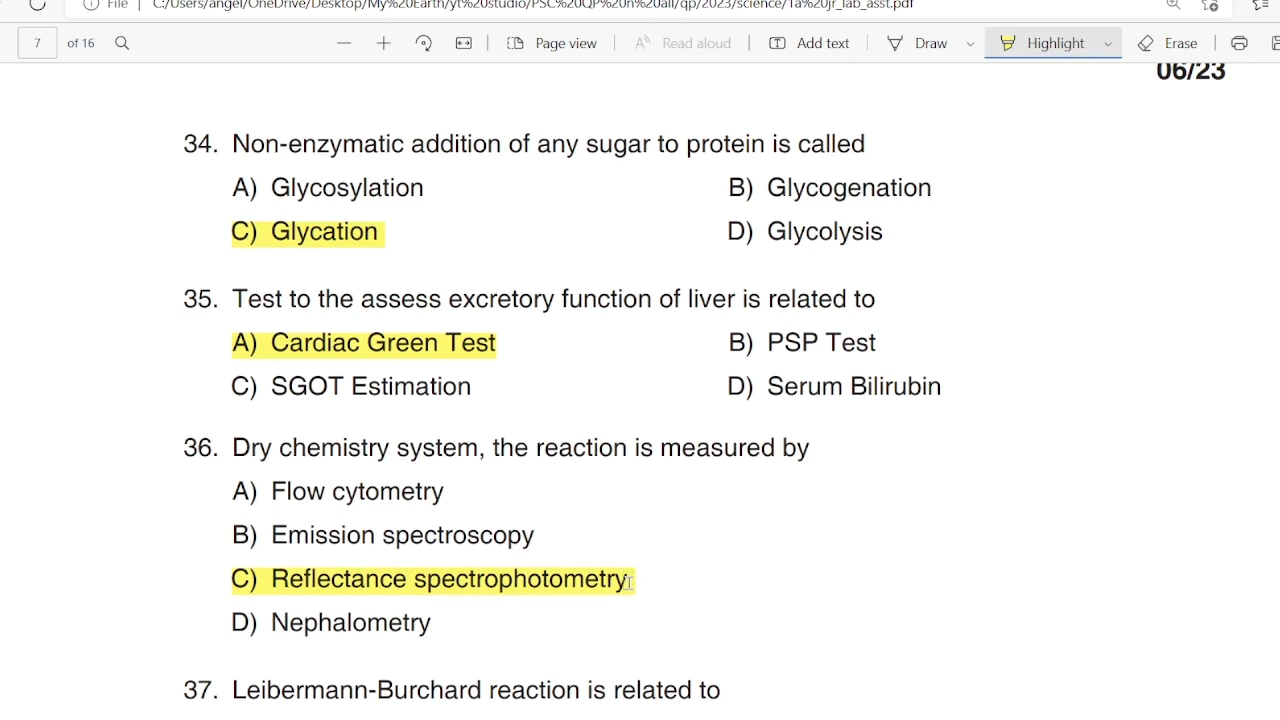 File | C:/Users/angel/OneDrive/Desktop/My%20Earth/yt%20studio/PSC%20QP%20n%20all/qp/2023/science/1a%20jr_lab_asst.pdf
7 of 16 Page view Read aloud Add text Draw Highlight Erase
06/23
34. Non-enzymatic addition of any sugar to protein is called
A) Glycosylation B) Glycogenation
C) Glycation D) Glycolysis
35. Test to the assess excretory function of liver is related to
A) Cardiac Green Test B) PSP Test
C) SGOT Estimation D) Serum Bilirubin
36. Dry chemistry system, the reaction is measured by
A) Flow cytometry
B) Emission spectroscopy
C) Reflectance spectrophotometry
D) Nephalometry
37. Leibermann-Burchard reaction is related to